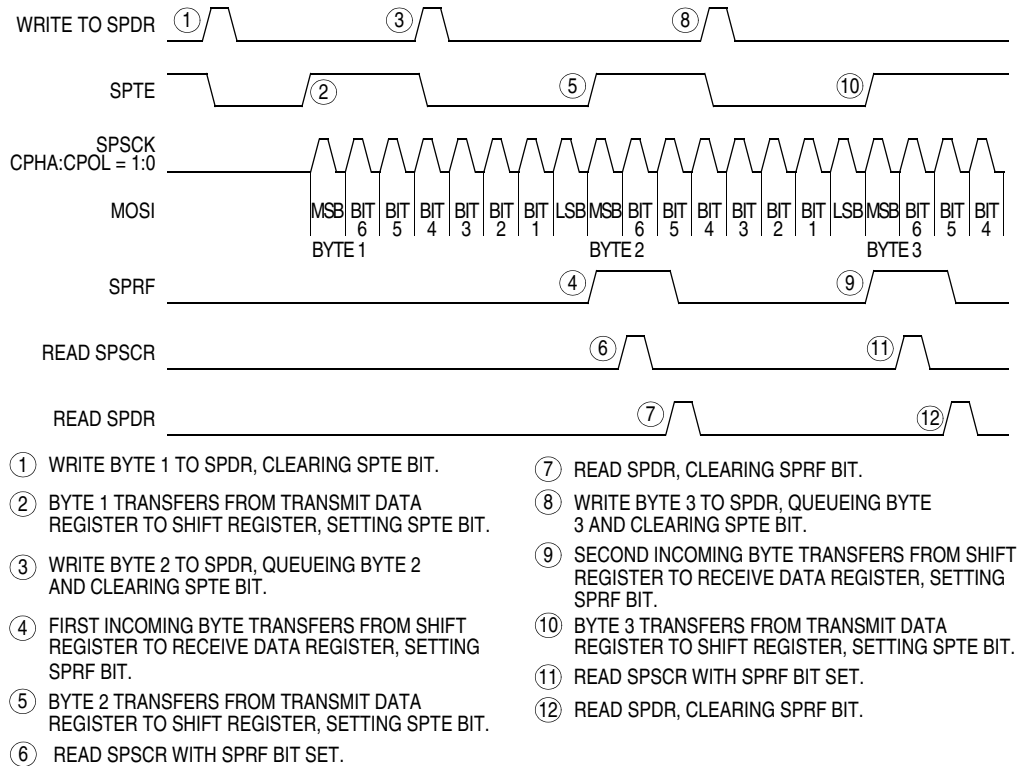 WRITE TO SPDR
1
3
8
SPTE
2
5
10
SPSCK
CPHA:CPOL = 1:0
MOSI
MSB BIT BIT BIT BIT BIT BIT LSB MSB BIT BIT BIT BIT BIT BIT LSB MSB BIT BIT BIT
6 5 4 3 2 1 6 5 4 3 2 1 6 5 4
BYTE 1
BYTE 2
BYTE 3
SPRF
4
9
READ SPSCR
6
11
READ SPDR
7
12
1 WRITE BYTE 1 TO SPDR, CLEARING SPTE BIT.
2 BYTE 1 TRANSFERS FROM TRANSMIT DATA
REGISTER TO SHIFT REGISTER, SETTING SPTE BIT.
3 WRITE BYTE 2 TO SPDR, QUEUEING BYTE 2
AND CLEARING SPTE BIT.
4 FIRST INCOMING BYTE TRANSFERS FROM SHIFT
REGISTER TO RECEIVE DATA REGISTER, SETTING
SPRF BIT.
5 BYTE 2 TRANSFERS FROM TRANSMIT DATA
REGISTER TO SHIFT REGISTER, SETTING SPTE BIT.
6 READ SPSCR WITH SPRF BIT SET.
7 READ SPDR, CLEARING SPRF BIT.
8 WRITE BYTE 3 TO SPDR, QUEUEING BYTE
3 AND CLEARING SPTE BIT.
9 SECOND INCOMING BYTE TRANSFERS FROM SHIFT
REGISTER TO RECEIVE DATA REGISTER, SETTING
SPRF BIT.
10 BYTE 3 TRANSFERS FROM TRANSMIT DATA
REGISTER TO SHIFT REGISTER, SETTING SPTE BIT.
11 READ SPSCR WITH SPRF BIT SET.
12 READ SPDR, CLEARING SPRF BIT.